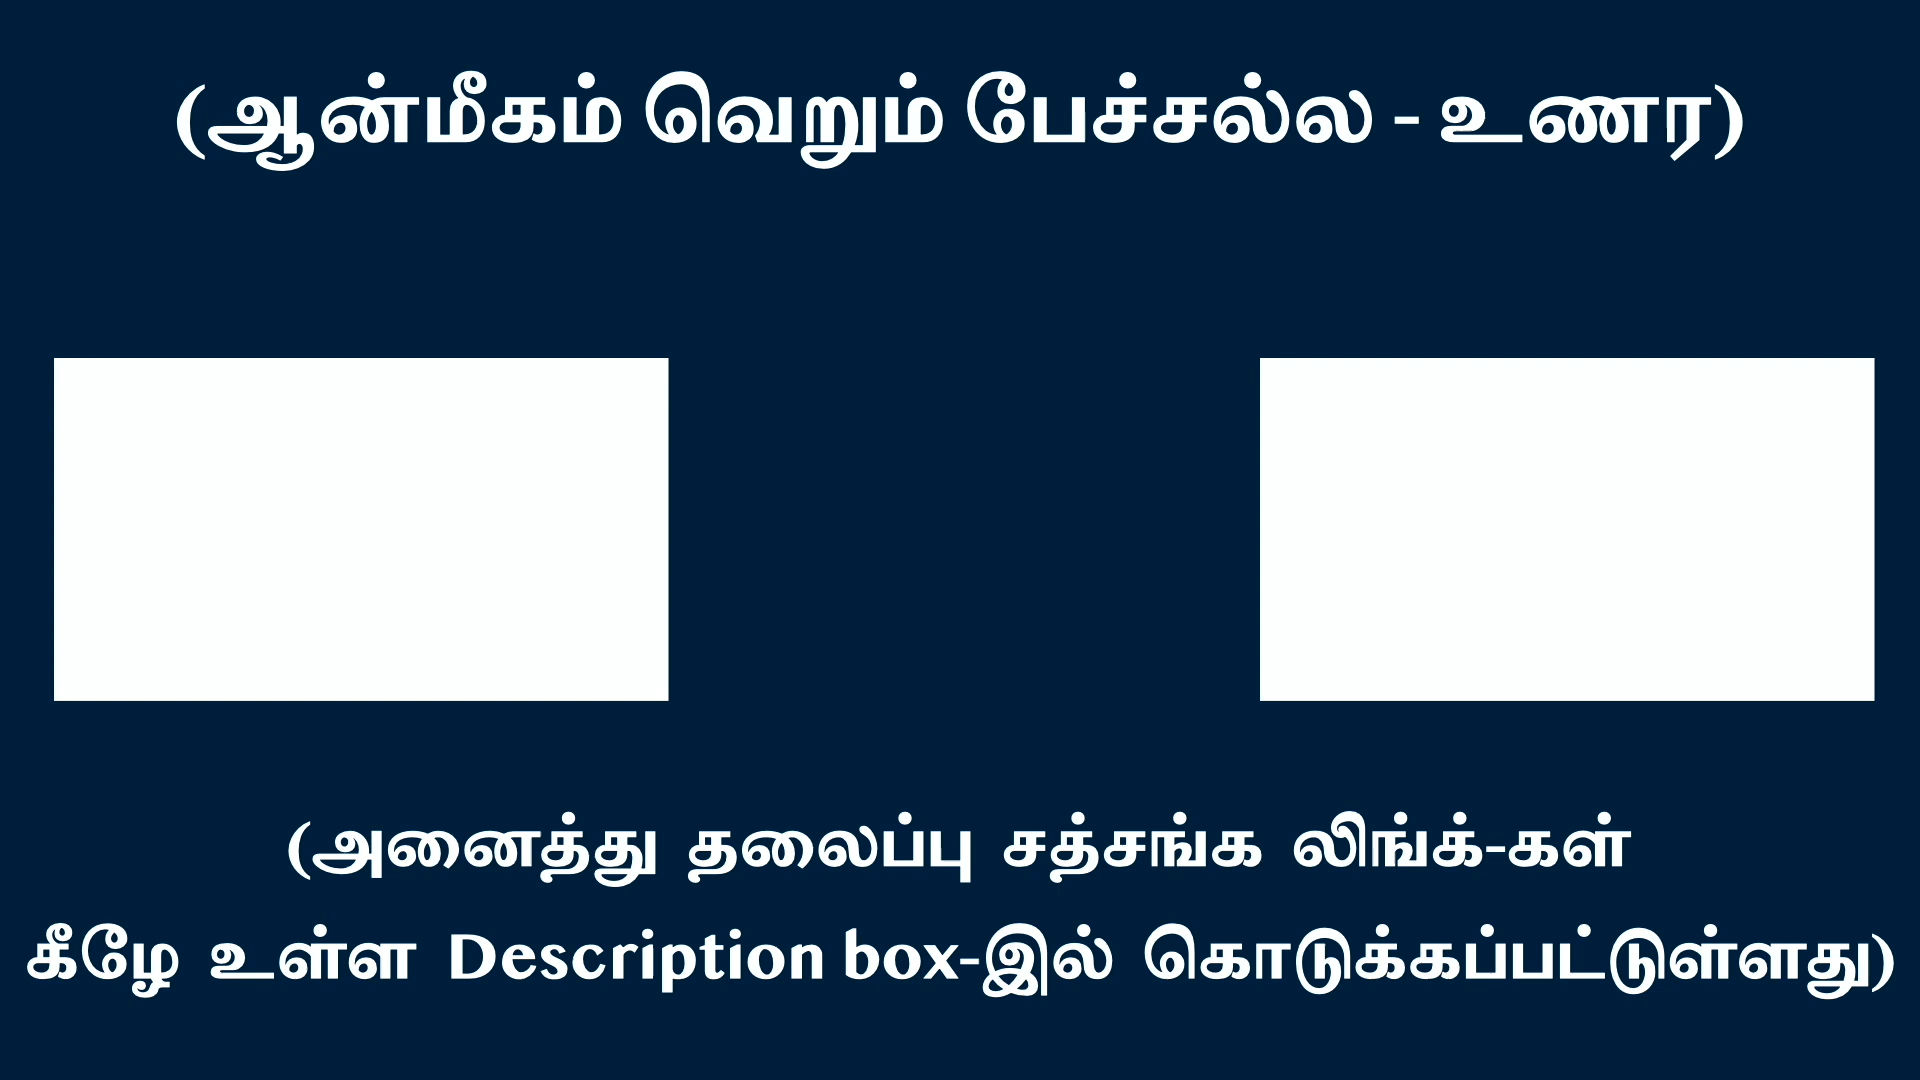 (ஆன்மீகம் வெறும் பேச்சல்ல - உணர)
(அனைத்து தலைப்பு சத்சங்க லிங்க்-கள்
கீழே உள்ள Description box-இல் கொடுக்கப்பட்டுள்ளது)